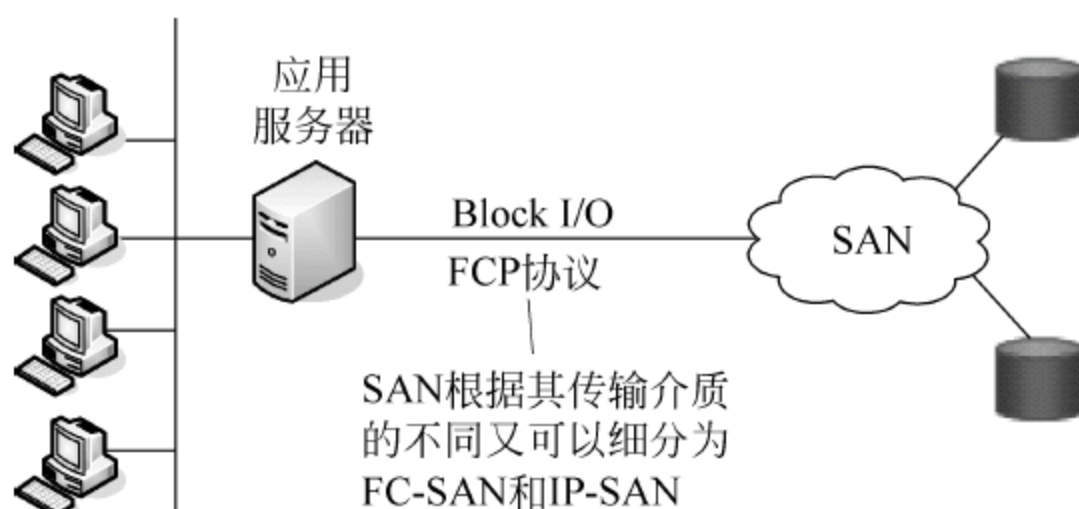 应用
服务器
Block I/O
FCP协议
SAN
SAN根据其传输介质
的不同又可以细分为
FC-SAN和IP-SAN